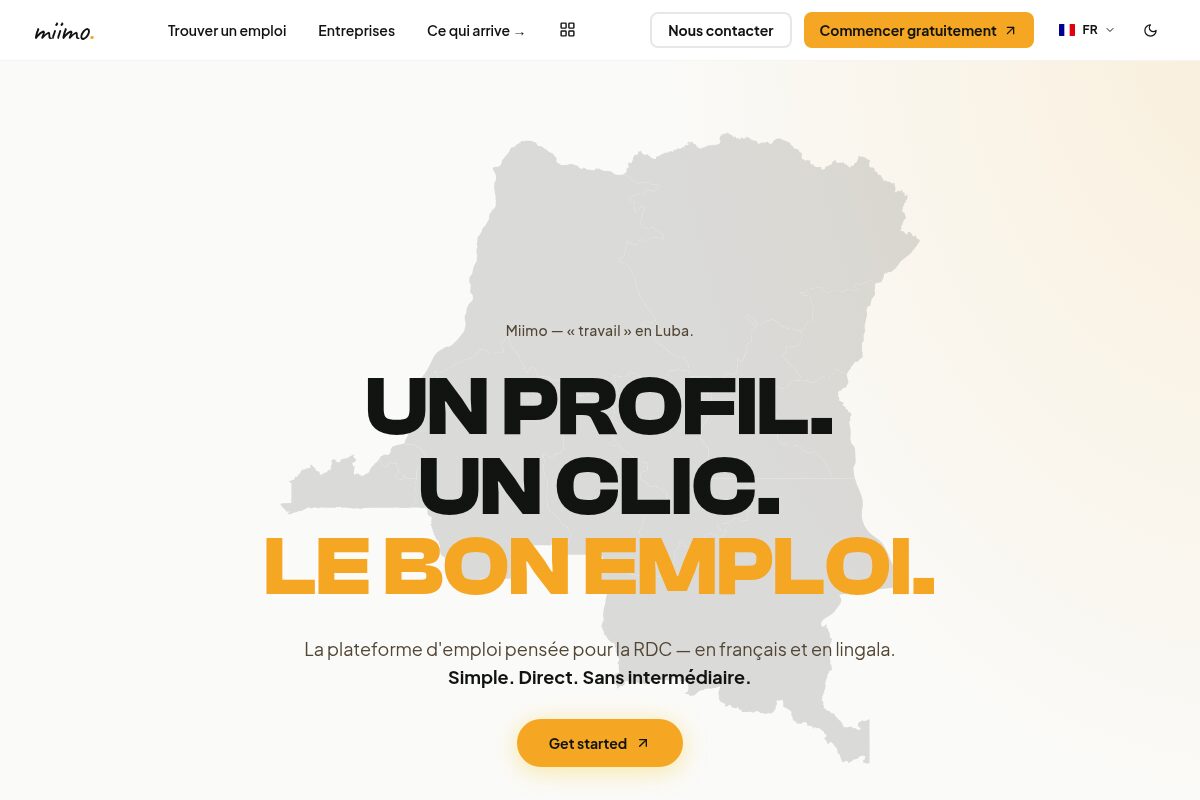 miimo.
Trouver un emploi
Entreprises
Ce qui arrive →
Nous contacter
Commencer gratuitement
FR
Miimo — « travail » en Luba.
UN PROFIL.
UN CLIC.
LE BON EMPLOI.
La plateforme d'emploi pensée pour la RDC — en français et en lingala.
Simple. Direct. Sans intermédiaire.
Get started